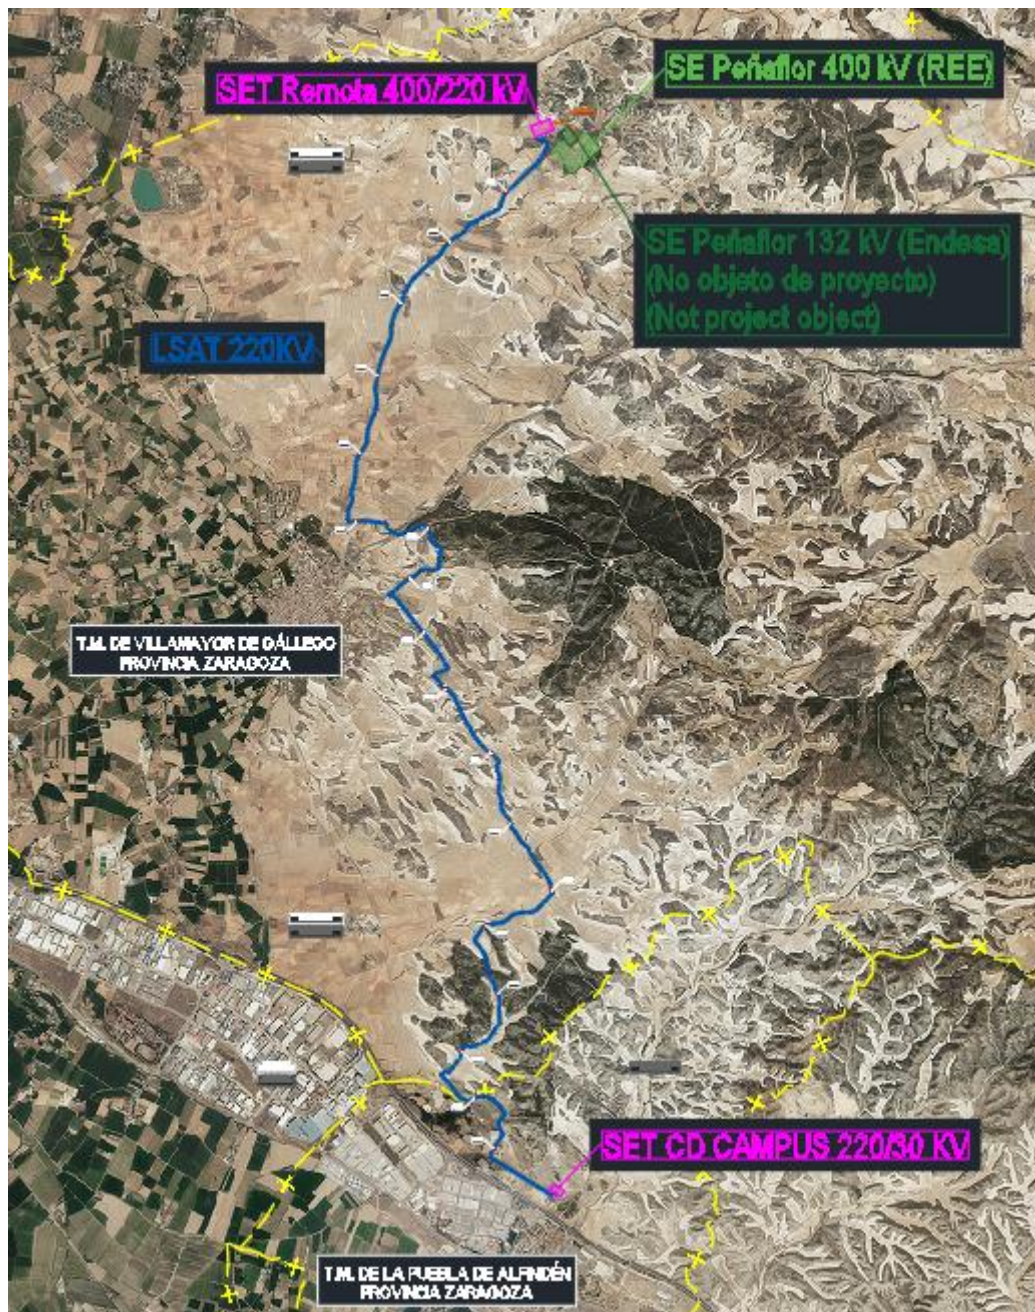 SE Peñaflor 400 kV (REE)
SET Remota 400/220 kV
SE Peñaflor 132 kV (Endesa)
(No objeto de proyecto)
(Not project object)
LSAT 220KV
T.M. DE VILLAMAYOR DE GÁLLEGO
PROVINCIA ZARAGOZA
SET CD CAMPUS 220/30 KV
T.M. DE LA PUEBLA DE ALFINDÉN
PROVINCIA ZARAGOZA